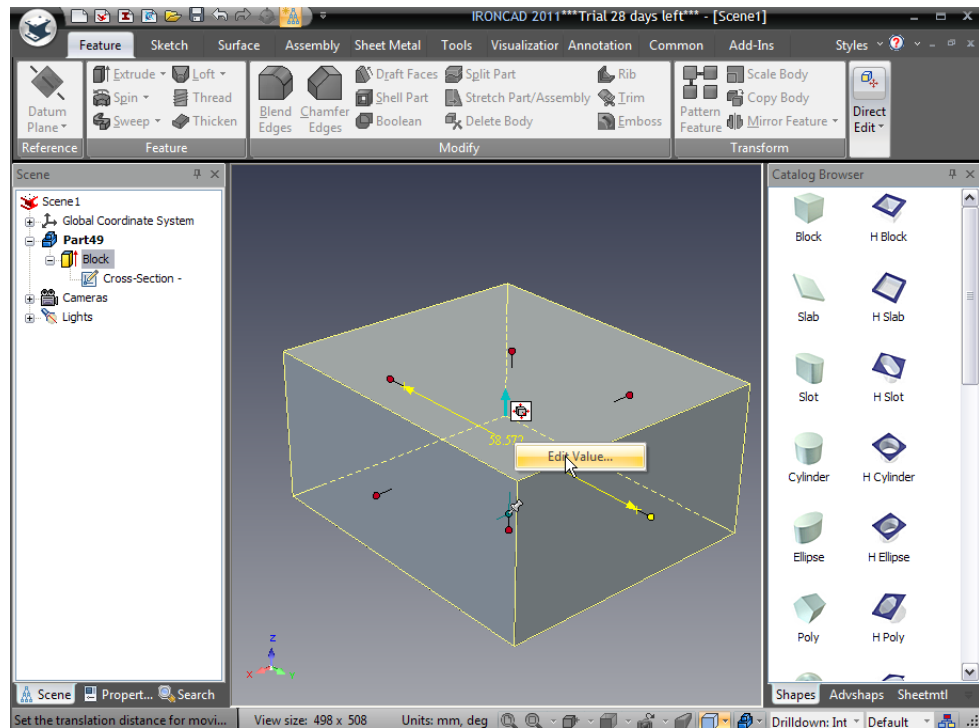 IRONCAD 2011***Trial 28 days left*** - [Scene1]
Feature Sketch Surface Assembly Sheet Metal Tools Visualization Annotation Common Add-Ins Styles
Datum Plane
Reference
Extrude Loft
Spin Thread
Sweep Thicken
Feature
Blend Edges
Chamfer Edges
Draft Faces Split Part Rib
Shell Part Stretch Part/Assembly Trim
Boolean Delete Body Emboss
Modify
Pattern Feature
Scale Body
Copy Body
Mirror Feature
Transform
Direct Edit
Scene
Scene1
Global Coordinate System
Part49
Block
Cross-Section -
Cameras
Lights
Scene Propert... Search
58.572
Edit Value...
Z
X
Y
Catalog Browser
Block H Block
Slab H Slab
Slot H Slot
Cylinder H Cylinder
Ellipse H Ellipse
Poly H Poly
Shapes Advshaps Sheetmtl
Set the translation distance for movi... View size: 498 x 508 Units: mm, deg Drilldown: Int Default